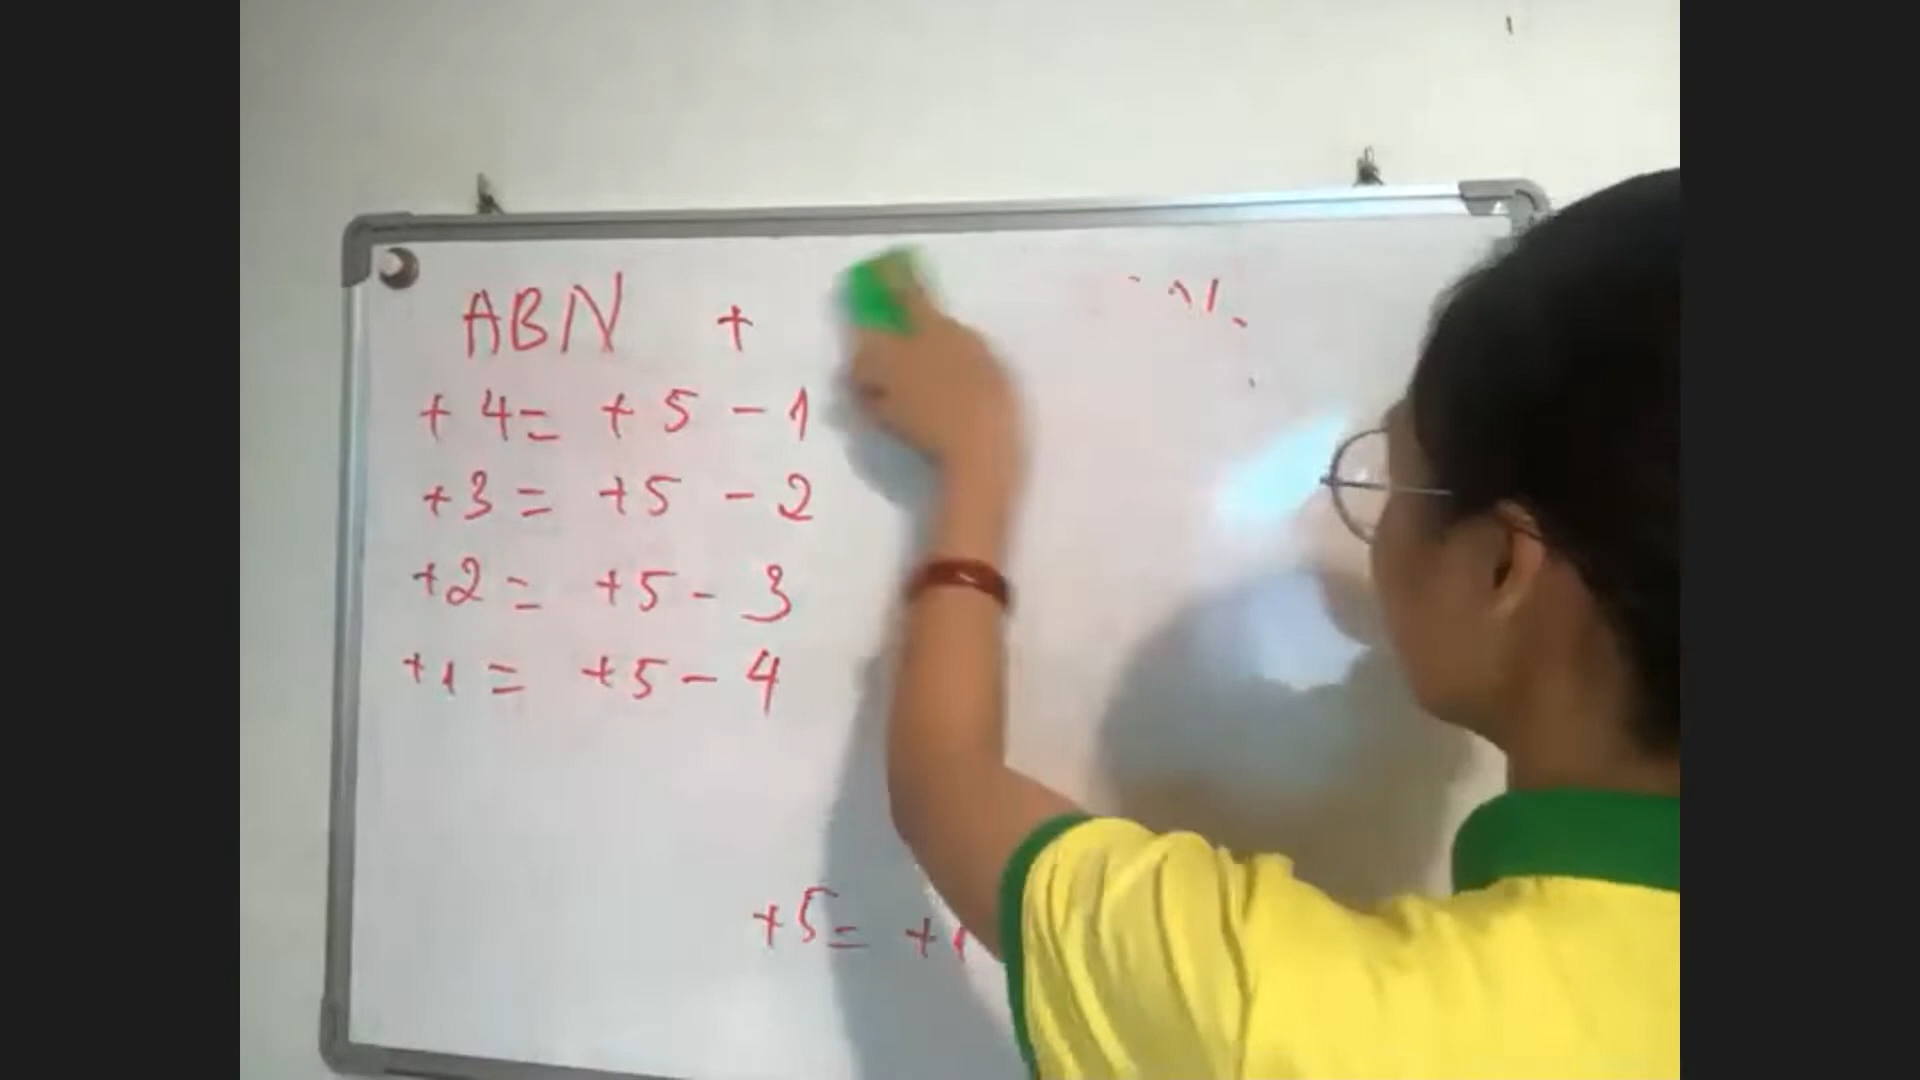 ABN +
+ 4 = + 5 - 1
+3 = +5 - 2
+2 = +5 - 3
+1 = +5 - 4
+5 = +